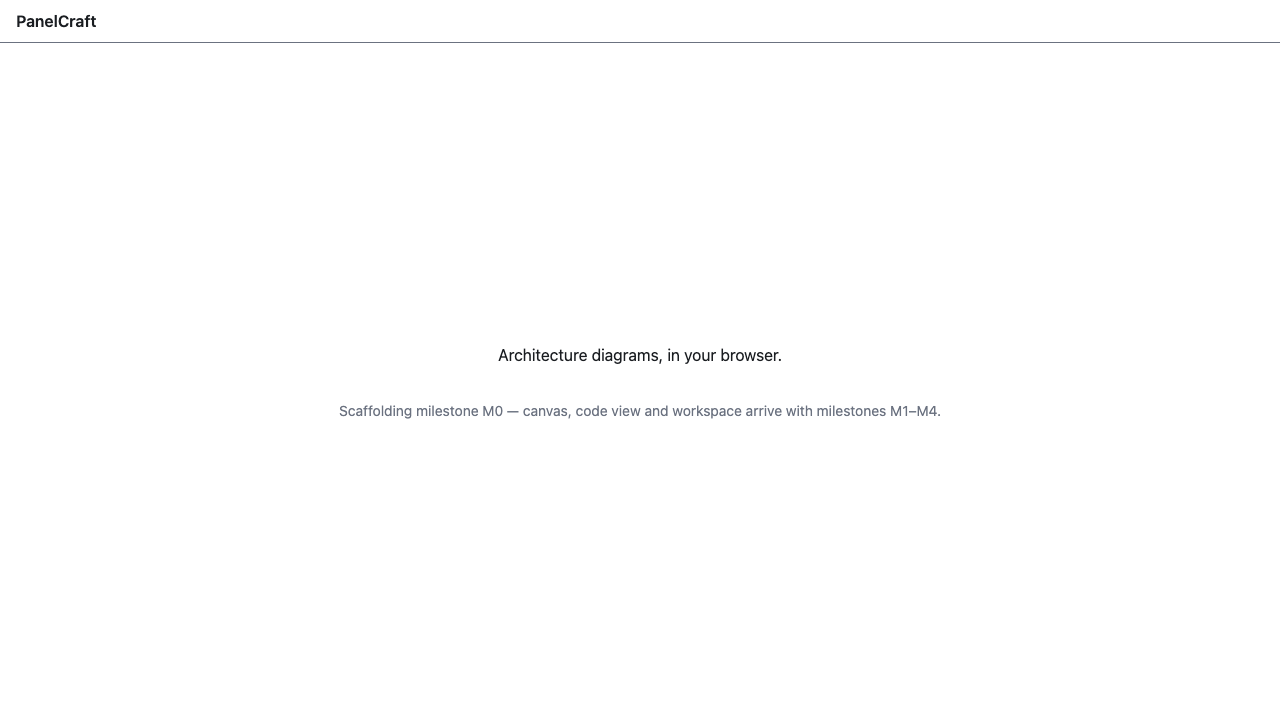 PanelCraft
Architecture diagrams, in your browser.
Scaffolding milestone M0 — canvas, code view and workspace arrive with milestones M1–M4.